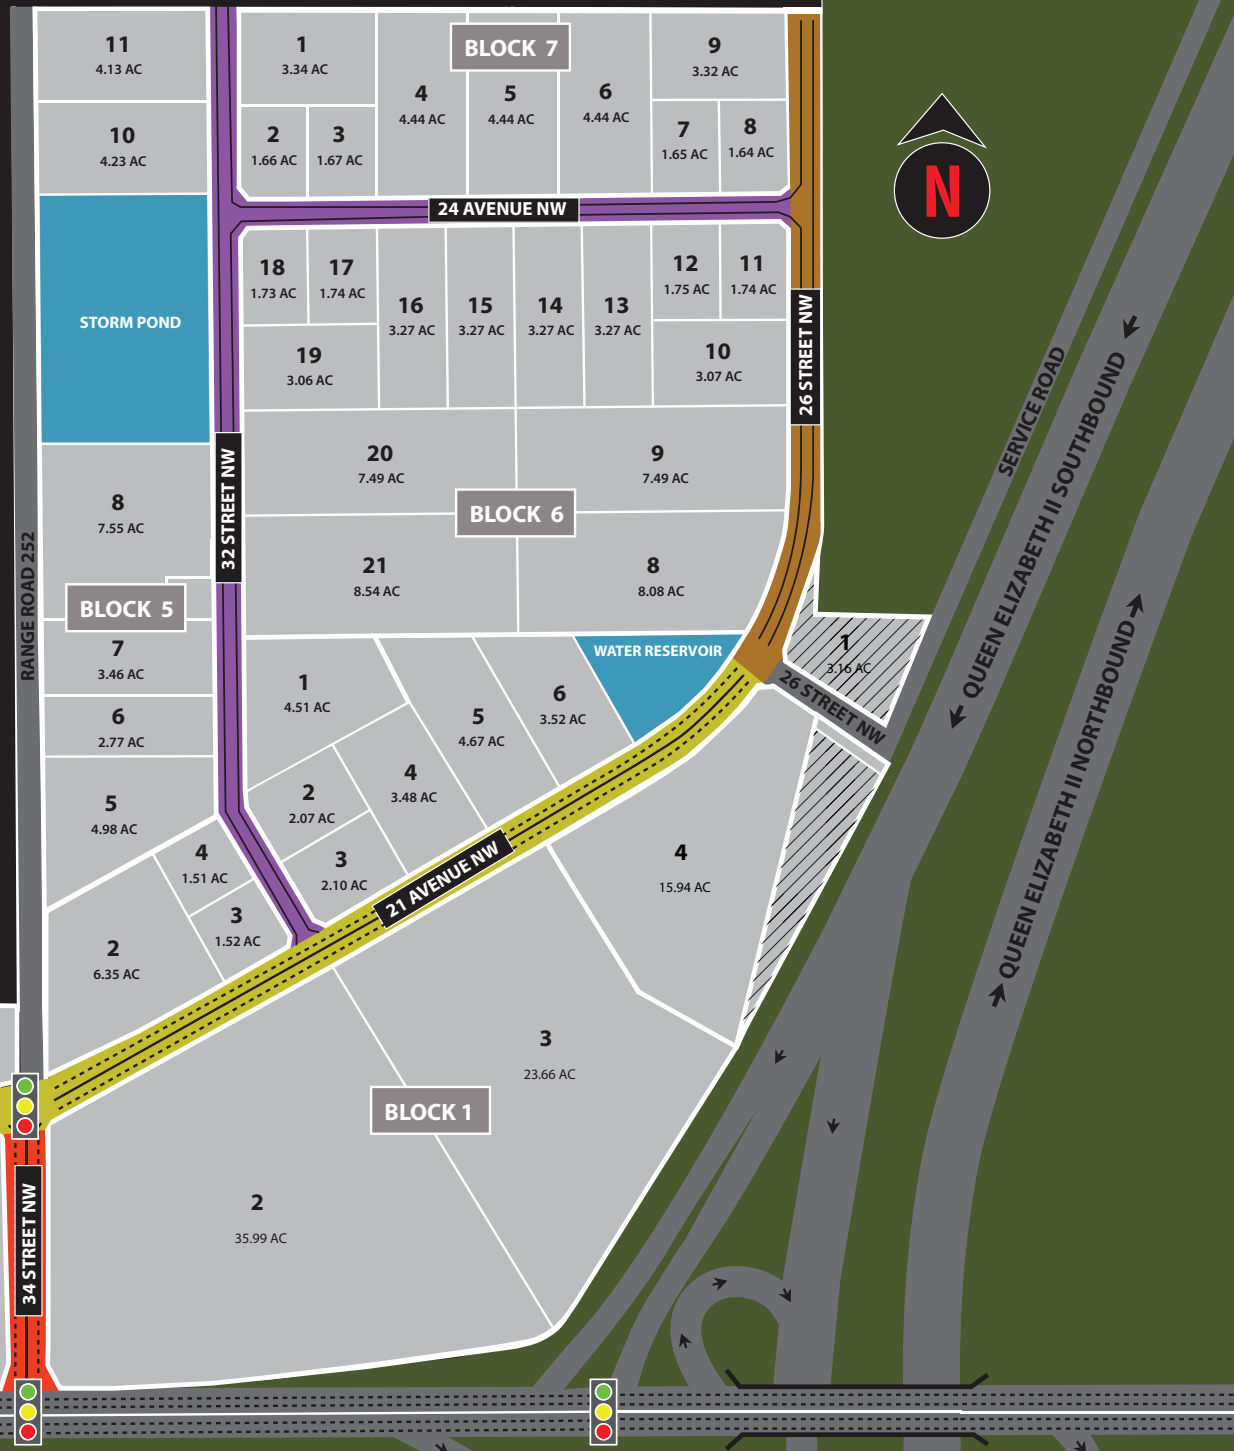 11
4.13 AC
10
4.23 AC
STORM POND
8
7.55 AC
BLOCK 5
7
3.46 AC
6
2.77 AC
5
4.98 AC
4
1.51 AC
3
1.52 AC
2
6.35 AC
RANGE ROAD 252
32 STREET NW
BLOCK 7
1
3.34 AC
2
1.66 AC
3
1.67 AC
4
4.44 AC
5
4.44 AC
6
4.44 AC
9
3.32 AC
7
1.65 AC
8
1.64 AC
24 AVENUE NW
18
1.73 AC
17
1.74 AC
16
3.27 AC
15
3.27 AC
14
3.27 AC
13
3.27 AC
12
1.75 AC
11
1.74 AC
19
3.06 AC
10
3.07 AC
20
7.49 AC
9
7.49 AC
BLOCK 6
21
8.54 AC
8
8.08 AC
1
4.51 AC
2
2.07 AC
3
2.10 AC
4
3.48 AC
5
4.67 AC
6
3.52 AC
WATER RESERVOIR
26 STREET NW
1
3.16 AC
26 STREET NW
21 AVENUE NW
4
15.94 AC
3
23.66 AC
BLOCK 1
2
35.99 AC
34 STREET NW
N
SERVICE ROAD
QUEEN ELIZABETH II SOUTHBOUND
QUEEN ELIZABETH II NORTHBOUND